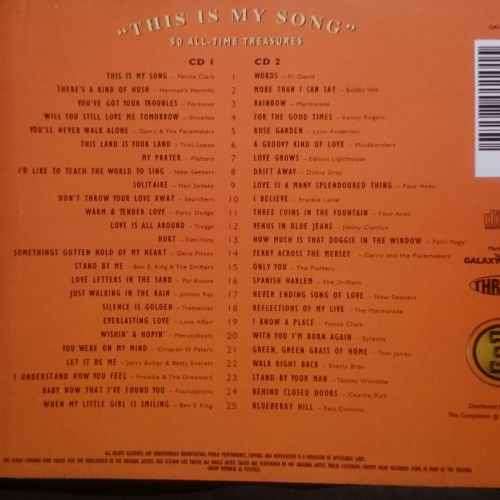 "THIS IS MY SONG"
50 ALL-TIME TREASURES
CD 1
CD 2
THIS IS MY SONG - Petula Clark
THERE'S A KIND OF HUSH - Herman's Hermits
YOU'VE GOT YOUR TROUBLES - Fortunes
WILL YOU STILL LOVE ME TOMORROW - Shirelles
YOU'LL NEVER WALK ALONE - Gerry & The Pacemakers
THIS LAND IS YOUR LAND - Trini Lopez
MY PRAYER - Platters
I'D LIKE TO TEACH THE WORLD TO SING - New Seekers
SOLITAIRE - Neil Sedaka
DON'T THROW YOUR LOVE AWAY - Searchers
WARM & TENDER LOVE - Percy Sledge
LOVE IS ALL AROUND - Troggs
HURT - Timi Yuro
SOMETHINGS GOTTEN HOLD OF MY HEART - Gene Pitney
STAND BY ME - Ben E. King & The Drifters
LOVE LETTERS IN THE SAND - Pat Boone
JUST WALKING IN THE RAIN - Johnny Ray
SILENCE IS GOLDEN - Tremeloes
EVERLASTING LOVE - Love Affair
WISHIN' & HOPIN' - Merseybeats
YOU WERE ON MY MIND - Crispian St Peters
LET IT BE ME - Jerry Butler & Betty Everett
I UNDERSTAND HOW YOU FEEL - Freddie & The Dreamers
BABY NOW THAT I'VE FOUND YOU - Foundations
WHEN MY LITTLE GIRL IS SMILING - Ben E King
1 WORDS - David
2 MORE THAN I CAN SAY - Bobby Vee
3 RAINBOW - Marmalade
4 FOR THE GOOD TIMES - Kenny Rogers
5 ROSE GARDEN - Lynn Anderson
6 A GROOVY KIND OF LOVE - Mindbenders
7 LOVE GROWS - Edison Lighthouse
8 DRIFT AWAY - Dobie Gray
9 LOVE IS A MANY SPLENDOURED THING - Four Aces
10 I BELIEVE - Frankie Laine
11 THREE COINS IN THE FOUNTAIN - Four Aces
12 VENUS IN BLUE JEANS - Jimmy Clanton
13 HOW MUCH IS THAT DOGGIE IN THE WINDOW - Patti Page
14 FERRY ACROSS THE MERSEY - Gerry and the Pacemakers
15 ONLY YOU - The Platters
16 SPANISH HARLEM - The Drifters
17 NEVER ENDING SONG OF LOVE - New Seekers
18 REFLECTIONS OF MY LIFE - The Marmalade
19 I KNOW A PLACE - Petula Clark
20 WITH YOU I'M BORN AGAIN - Syreeta
21 GREEN, GREEN GRASS OF HOME - Tom Jones
22 WALK RIGHT BACK - Everly Bros
23 STAND BY YOUR MAN - Tammy Wynette
24 BEHIND CLOSED DOORS - Charlie Rich
25 BLUEBERRY HILL - Fats Domino
GALAXY
THR
Distributed